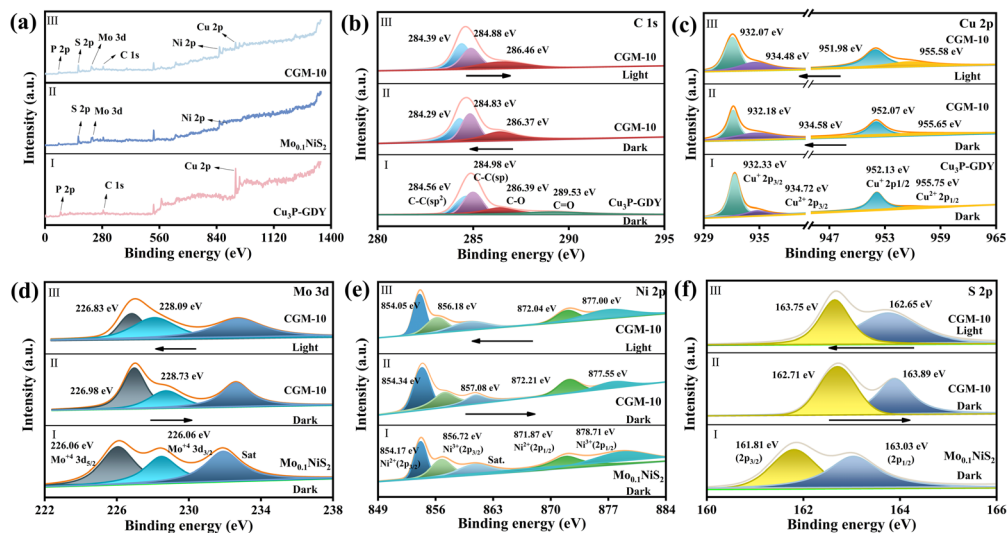 (a)
III
P 2p
S 2p
Mo 3d
C 1s
Ni 2p
Cu 2p
CGM-10
II
S 2p
Mo 3d
Ni 2p
Mo0.1NiS2
I
P 2p
C 1s
Cu 2p
Cu3P-GDY
Intensity (a.u.)
0 280 560 840 1120 1400
Binding energy (eV)
(b)
III
C 1s
284.39 eV
284.88 eV
286.46 eV
CGM-10
Light
II
284.29 eV
284.83 eV
286.37 eV
CGM-10
Dark
I
284.98 eV
C-C(sp)
284.56 eV
C-C(sp2)
286.39 eV
C-O
289.53 eV
C=O
Cu3P-GDY
Dark
Intensity (a.u.)
280 285 290 295
Binding energy (eV)
(c)
III
Cu 2p
932.07 eV
934.48 eV
951.98 eV
955.58 eV
CGM-10
Light
II
932.18 eV
934.58 eV
952.07 eV
955.65 eV
CGM-10
Dark
I
932.33 eV
Cu+ 2p3/2
934.72 eV
Cu2+ 2p3/2
952.13 eV
Cu+ 2p1/2
955.75 eV
Cu2+ 2p1/2
Cu3P-GDY
Dark
Intensity (a.u.)
929 935 947 953 959 965
Binding energy (eV)
(d)
III
Mo 3d
226.83 eV
228.09 eV
CGM-10
Light
II
226.98 eV
228.73 eV
CGM-10
Dark
I
226.06 eV
Mo+4 3d5/2
226.06 eV
Mo+4 3d3/2
Sat
Mo0.1NiS2
Dark
Intensity (a.u.)
222 226 230 234 238
Binding energy (eV)
(e)
III
Ni 2p
854.05 eV
856.18 eV
872.04 eV
877.00 eV
CGM-10
Light
II
854.34 eV
857.08 eV
872.21 eV
877.55 eV
CGM-10
Dark
I
854.17 eV
Ni2+(2p3/2)
856.72 eV
Ni3+(2p3/2)
Sat.
871.87 eV
Ni2+(2p1/2)
878.71 eV
Ni3+(2p1/2)
Mo0.1NiS2
Dark
Intensity (a.u.)
849 856 863 870 877 884
Binding energy (eV)
(f)
III
S 2p
163.75 eV
162.65 eV
CGM-10
Light
II
162.71 eV
163.89 eV
CGM-10
Dark
I
161.81 eV
(2p3/2)
163.03 eV
(2p1/2)
Mo0.1NiS2
Dark
Intensity (a.u.)
160 162 164 166
Binding energy (eV)